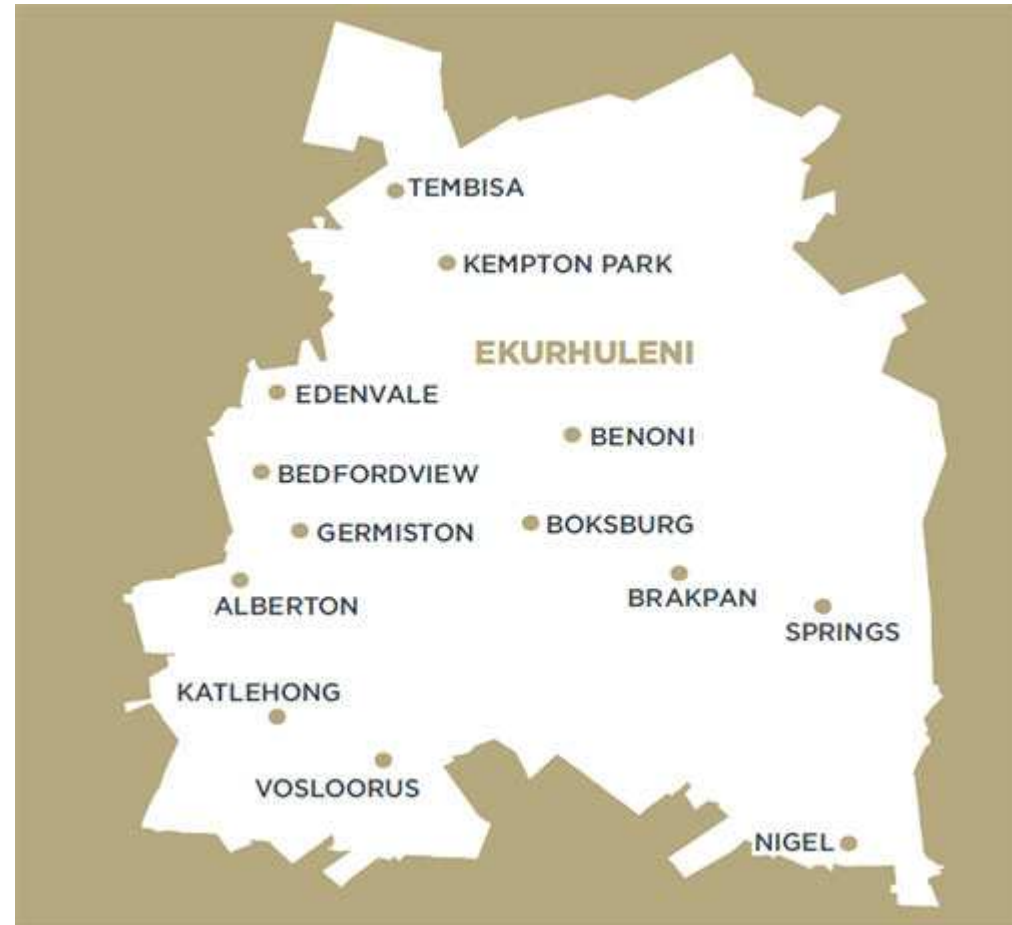 TEMBISA
KEMPTON PARK
EKURHULENI
EDENVALE
BENONI
BEDFORDVIEW
BOKSBURG
GERMISTON
BRAKPAN
ALBERTON
SPRINGS
KATLEHONG
VOSLOORUS
NIGEL